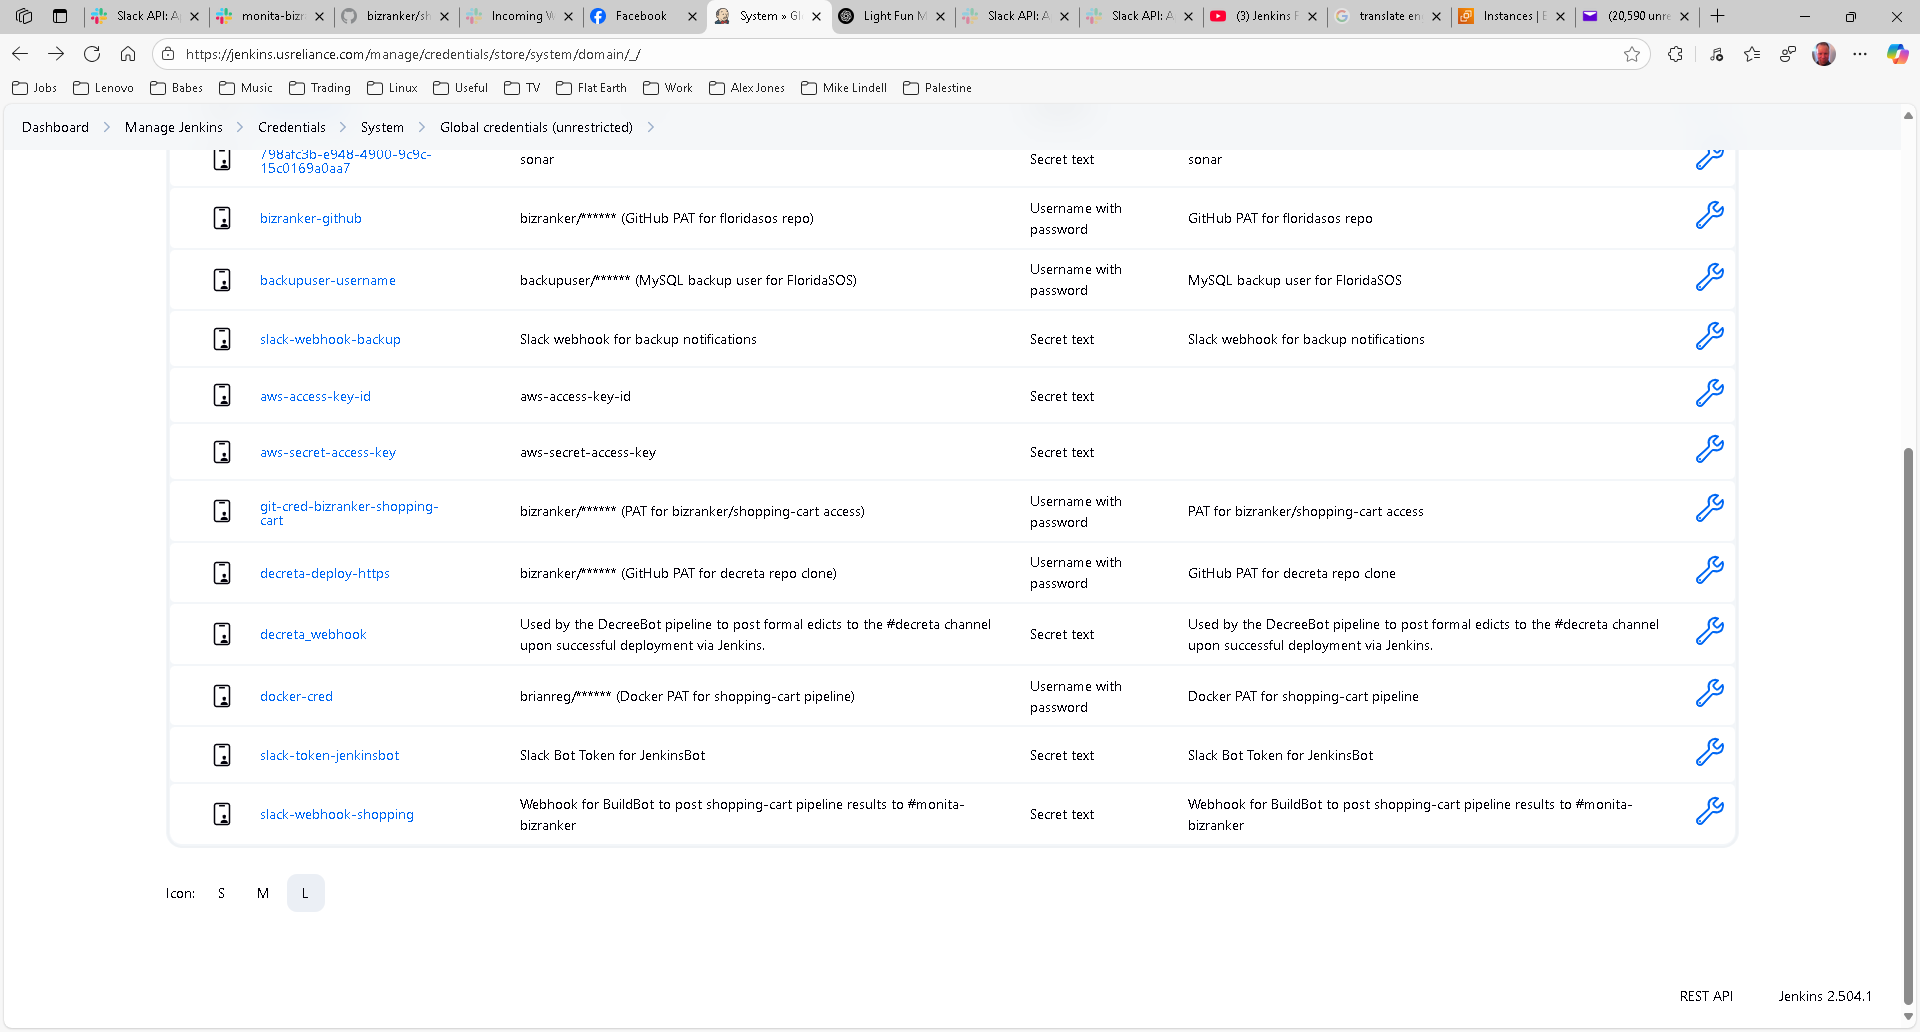 Slack API: A
monita-bizr
bizranker/sh
Incoming W
Facebook
System » Gl
Light Fun M
Slack API: A
Slack API: A
(3) Jenkins F
translate en
Instances | E
(20,590 unre
https://jenkins.usreliance.com/manage/credentials/store/system/domain/_/
Jobs Lenovo Babes Music Trading Linux Useful TV Flat Earth Work Alex Jones Mike Lindell Palestine
Dashboard Manage Jenkins Credentials System Global credentials (unrestricted)
798afc3b-e948-4900-9c9c-
15c0169a0aa7
sonar
Secret text
sonar
bizranker-github
bizranker/****** (GitHub PAT for floridasos repo)
Username with
password
GitHub PAT for floridasos repo
backupuser-username
backupuser/****** (MySQL backup user for FloridaSOS)
Username with
password
MySQL backup user for FloridaSOS
slack-webhook-backup
Slack webhook for backup notifications
Secret text
Slack webhook for backup notifications
aws-access-key-id
aws-access-key-id
Secret text
aws-secret-access-key
aws-secret-access-key
Secret text
git-cred-bizranker-shopping-
cart
bizranker/****** (PAT for bizranker/shopping-cart access)
Username with
password
PAT for bizranker/shopping-cart access
decreta-deploy-https
bizranker/****** (GitHub PAT for decreta repo clone)
Username with
password
GitHub PAT for decreta repo clone
decreta_webhook
Used by the DecreeBot pipeline to post formal edicts to the #decreta channel
upon successful deployment via Jenkins.
Secret text
Used by the DecreeBot pipeline to post formal edicts to the #decreta channel
upon successful deployment via Jenkins.
docker-cred
brianreg/****** (Docker PAT for shopping-cart pipeline)
Username with
password
Docker PAT for shopping-cart pipeline
slack-token-jenkinsbot
Slack Bot Token for JenkinsBot
Secret text
Slack Bot Token for JenkinsBot
slack-webhook-shopping
Webhook for BuildBot to post shopping-cart pipeline results to #monita-
bizranker
Secret text
Webhook for BuildBot to post shopping-cart pipeline results to #monita-
bizranker
Icon: S M L
REST API Jenkins 2.504.1